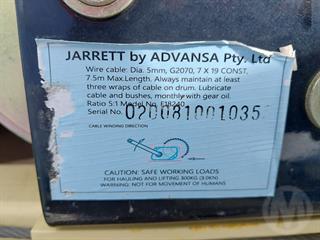 JARRETT by ADVANSA Pty. Ltd
Wire cable: Dia. 5mm, G2070, 7 X 19 CONST,
7.5m Max.Length. Always maintain at least
three wraps of cable on drum. Lubricate
cable and bushes, monthly with gear oil.
Ratio 5:1 Model No. E18240
Serial No. 020081001035
CABLE WINDING DIRECTION
CAUTION: SAFE WORKING LOADS
FOR HAULING AND LIFTING 300KG (3.0KN)
WARNING: NOT FOR MOVEMENT OF HUMANS